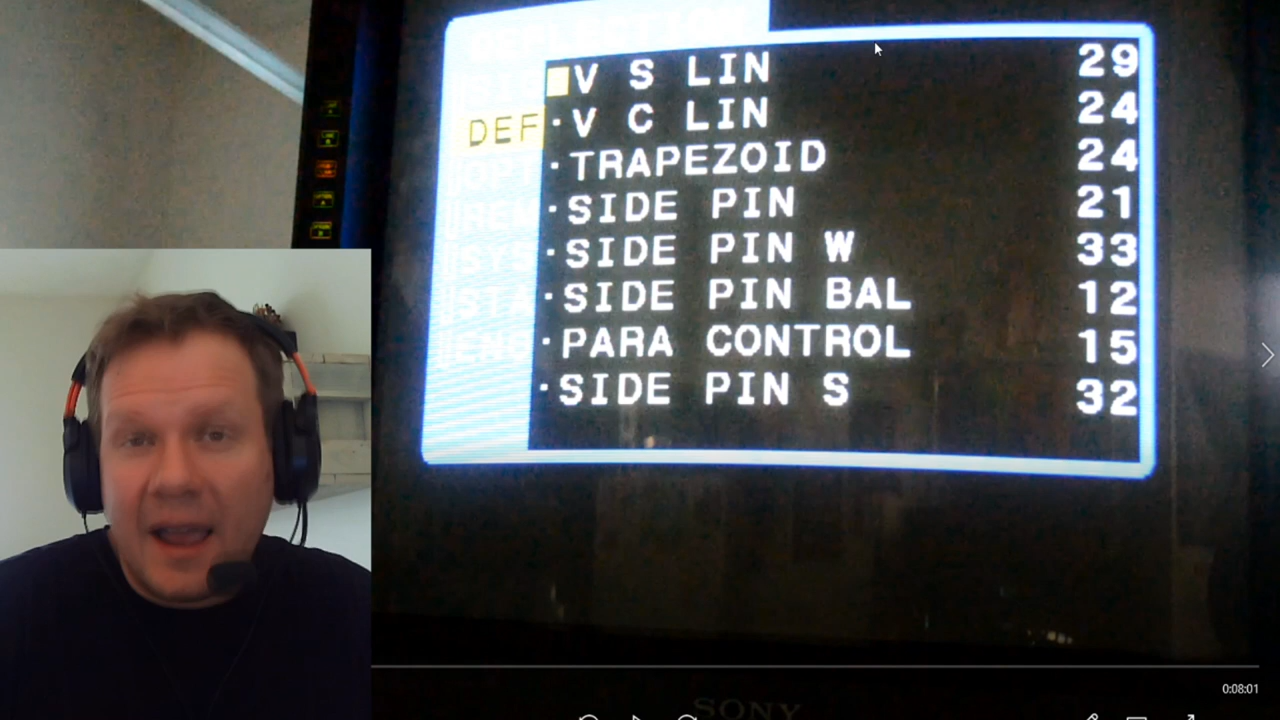 V S LIN 29
DEF · V C LIN 24
· TRAPEZOID 24
· SIDE PIN 21
· SIDE PIN W 33
· SIDE PIN BAL 12
· PARA CONTROL 15
· SIDE PIN S 32
0:08:01
SONY